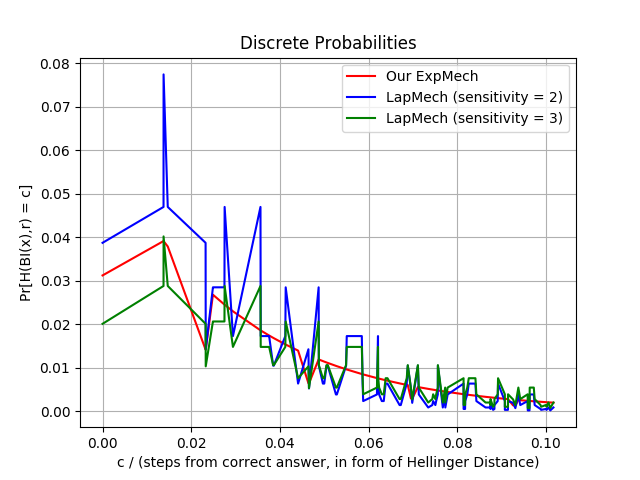 Discrete Probabilities
Our ExpMech
LapMech (sensitivity = 2)
LapMech (sensitivity = 3)
Pr[H(BI(x),r) = c]
0.08
0.07
0.06
0.05
0.04
0.03
0.02
0.01
0.00
0.00 0.02 0.04 0.06 0.08 0.10
c / (steps from correct answer, in form of Hellinger Distance)